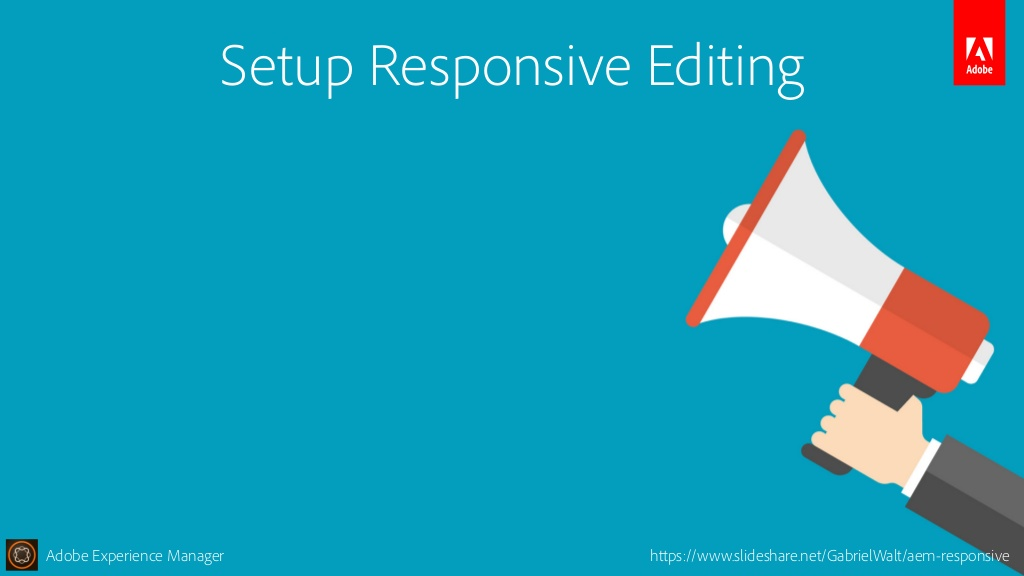 Setup Responsive Editing
Adobe
Adobe Experience Manager
https://www.slideshare.net/GabrielWalt/aem-responsive